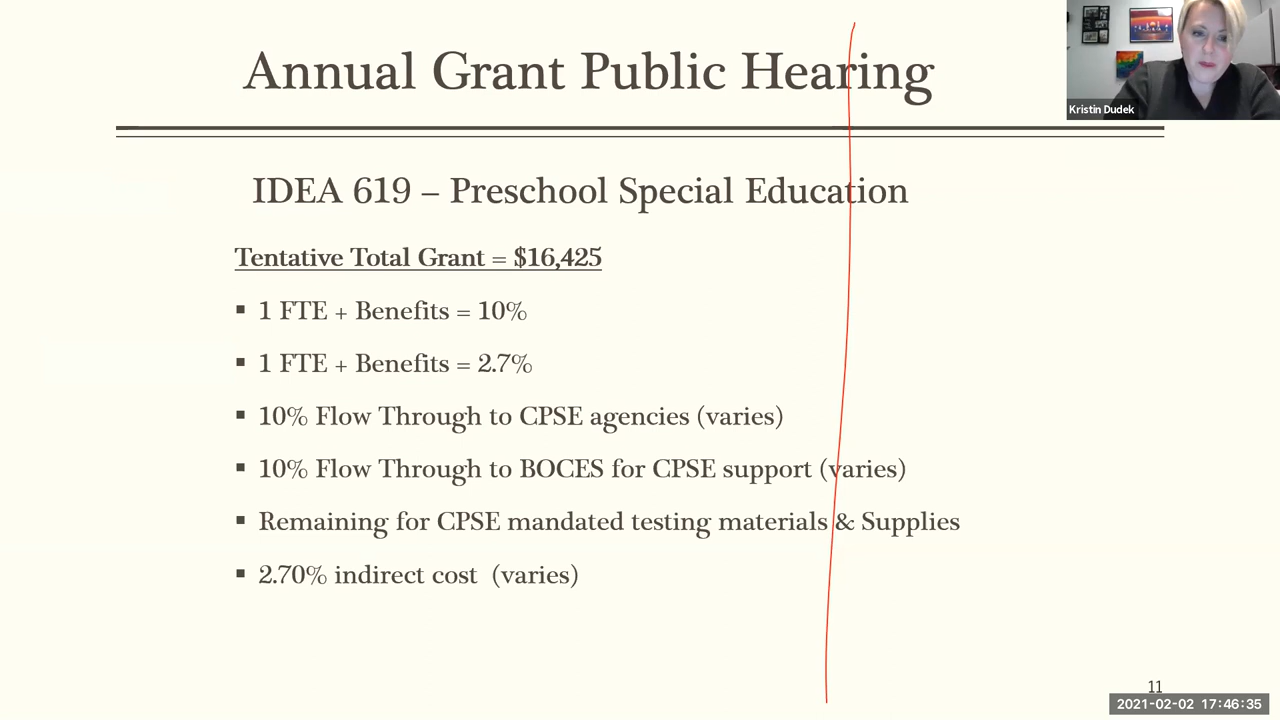 Annual Grant Public Hearing
Kristin Dudek
IDEA 619 – Preschool Special Education
Tentative Total Grant = $16,425
▪ 1 FTE + Benefits = 10%
▪ 1 FTE + Benefits = 2.7%
▪ 10% Flow Through to CPSE agencies (varies)
▪ 10% Flow Through to BOCES for CPSE support (varies)
▪ Remaining for CPSE mandated testing materials & Supplies
▪ 2.70% indirect cost (varies)
11
2021-02-02 17:46:35